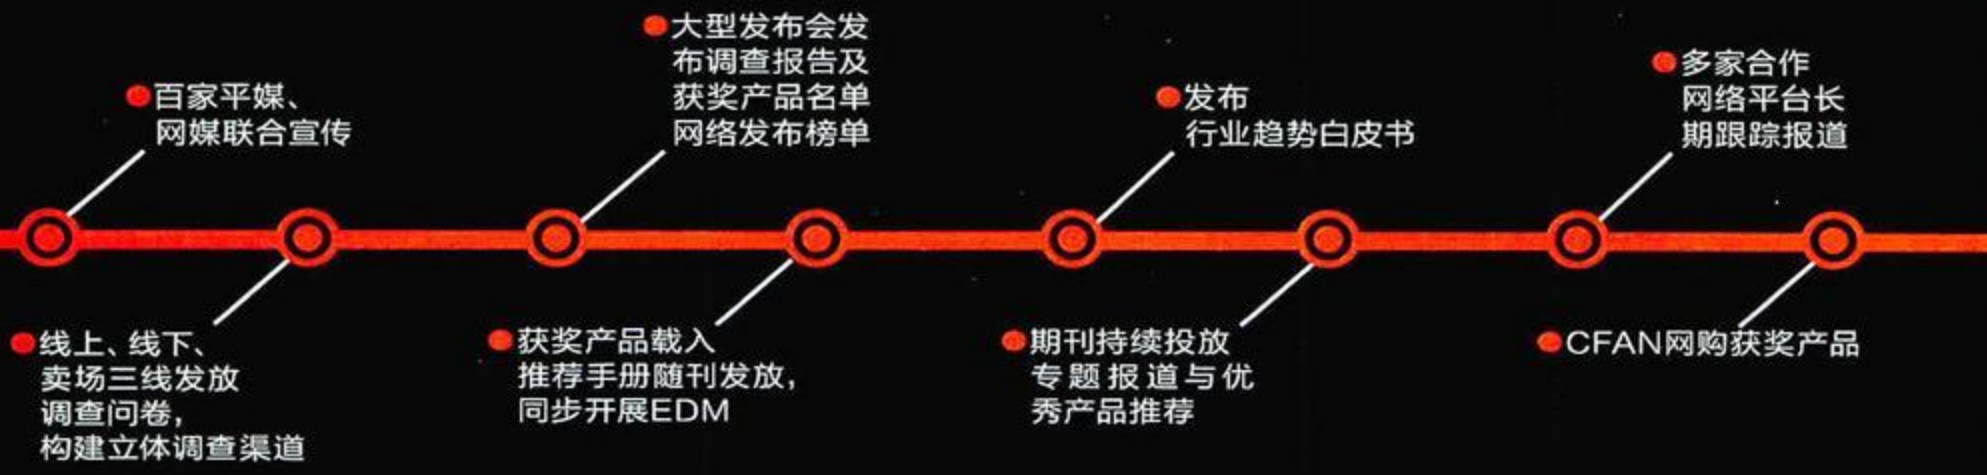 百家平媒、
网媒联合宣传
线上、线下、
卖场三线发放
调查问卷，
构建立体调查渠道
大型发布会发
布调查报告及
获奖产品名单
网络发布榜单
获奖产品载入
推荐手册随刊发放，
同步开展EDM
发布
行业趋势白皮书
期刊持续投放
专题报道与优
秀产品推荐
多家合作
网络平台长
期跟踪报道
CFAN网购获奖产品